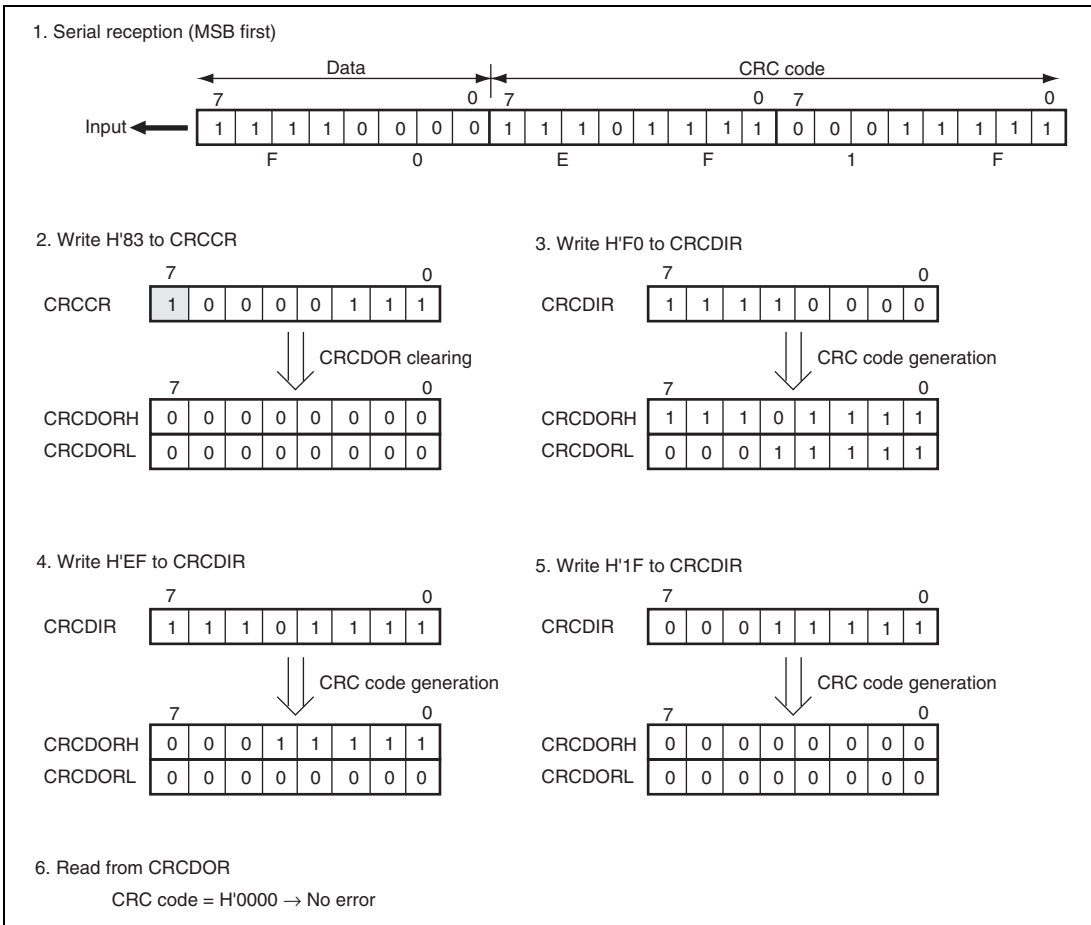 1. Serial reception (MSB first)
Data CRC code
7 0 7 0 7 0
Input 1 1 1 1 0 0 0 0 1 1 1 0 1 1 1 1 0 0 0 1 1 1 1 1
F 0 E F 1 F
2. Write H'83 to CRCCR
7 0
CRCCR 1 0 0 0 0 1 1 1
CRCDOR clearing
7 0
CRCDORH 0 0 0 0 0 0 0 0
CRCDORL 0 0 0 0 0 0 0 0
3. Write H'F0 to CRCDIR
7 0
CRCDIR 1 1 1 1 0 0 0 0
CRC code generation
7 0
CRCDORH 1 1 1 0 1 1 1 1
CRCDORL 0 0 0 1 1 1 1 1
4. Write H'EF to CRCDIR
7 0
CRCDIR 1 1 1 0 1 1 1 1
CRC code generation
7 0
CRCDORH 0 0 0 1 1 1 1 1
CRCDORL 0 0 0 0 0 0 0 0
5. Write H'1F to CRCDIR
7 0
CRCDIR 0 0 0 1 1 1 1 1
CRC code generation
7 0
CRCDORH 0 0 0 0 0 0 0 0
CRCDORL 0 0 0 0 0 0 0 0
6. Read from CRCDOR
CRC code = H'0000 → No error